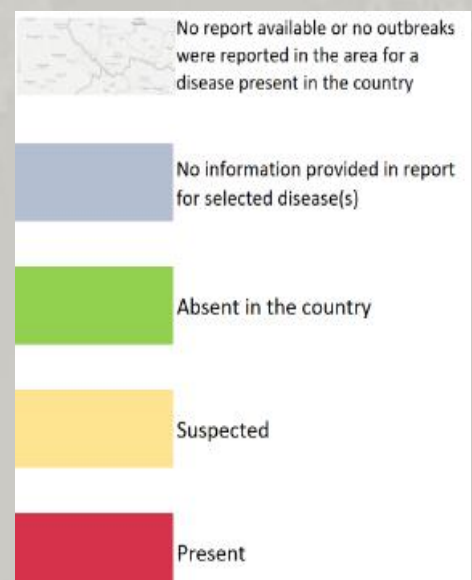 No report available or no outbreaks
were reported in the area for a
disease present in the country
No information provided in report
for selected disease(s)
Absent in the country
Suspected
Present